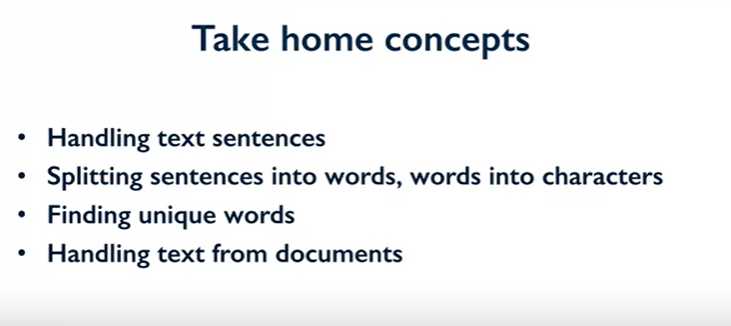 Take home concepts
• Handling text sentences
• Splitting sentences into words, words into characters
• Finding unique words
• Handling text from documents